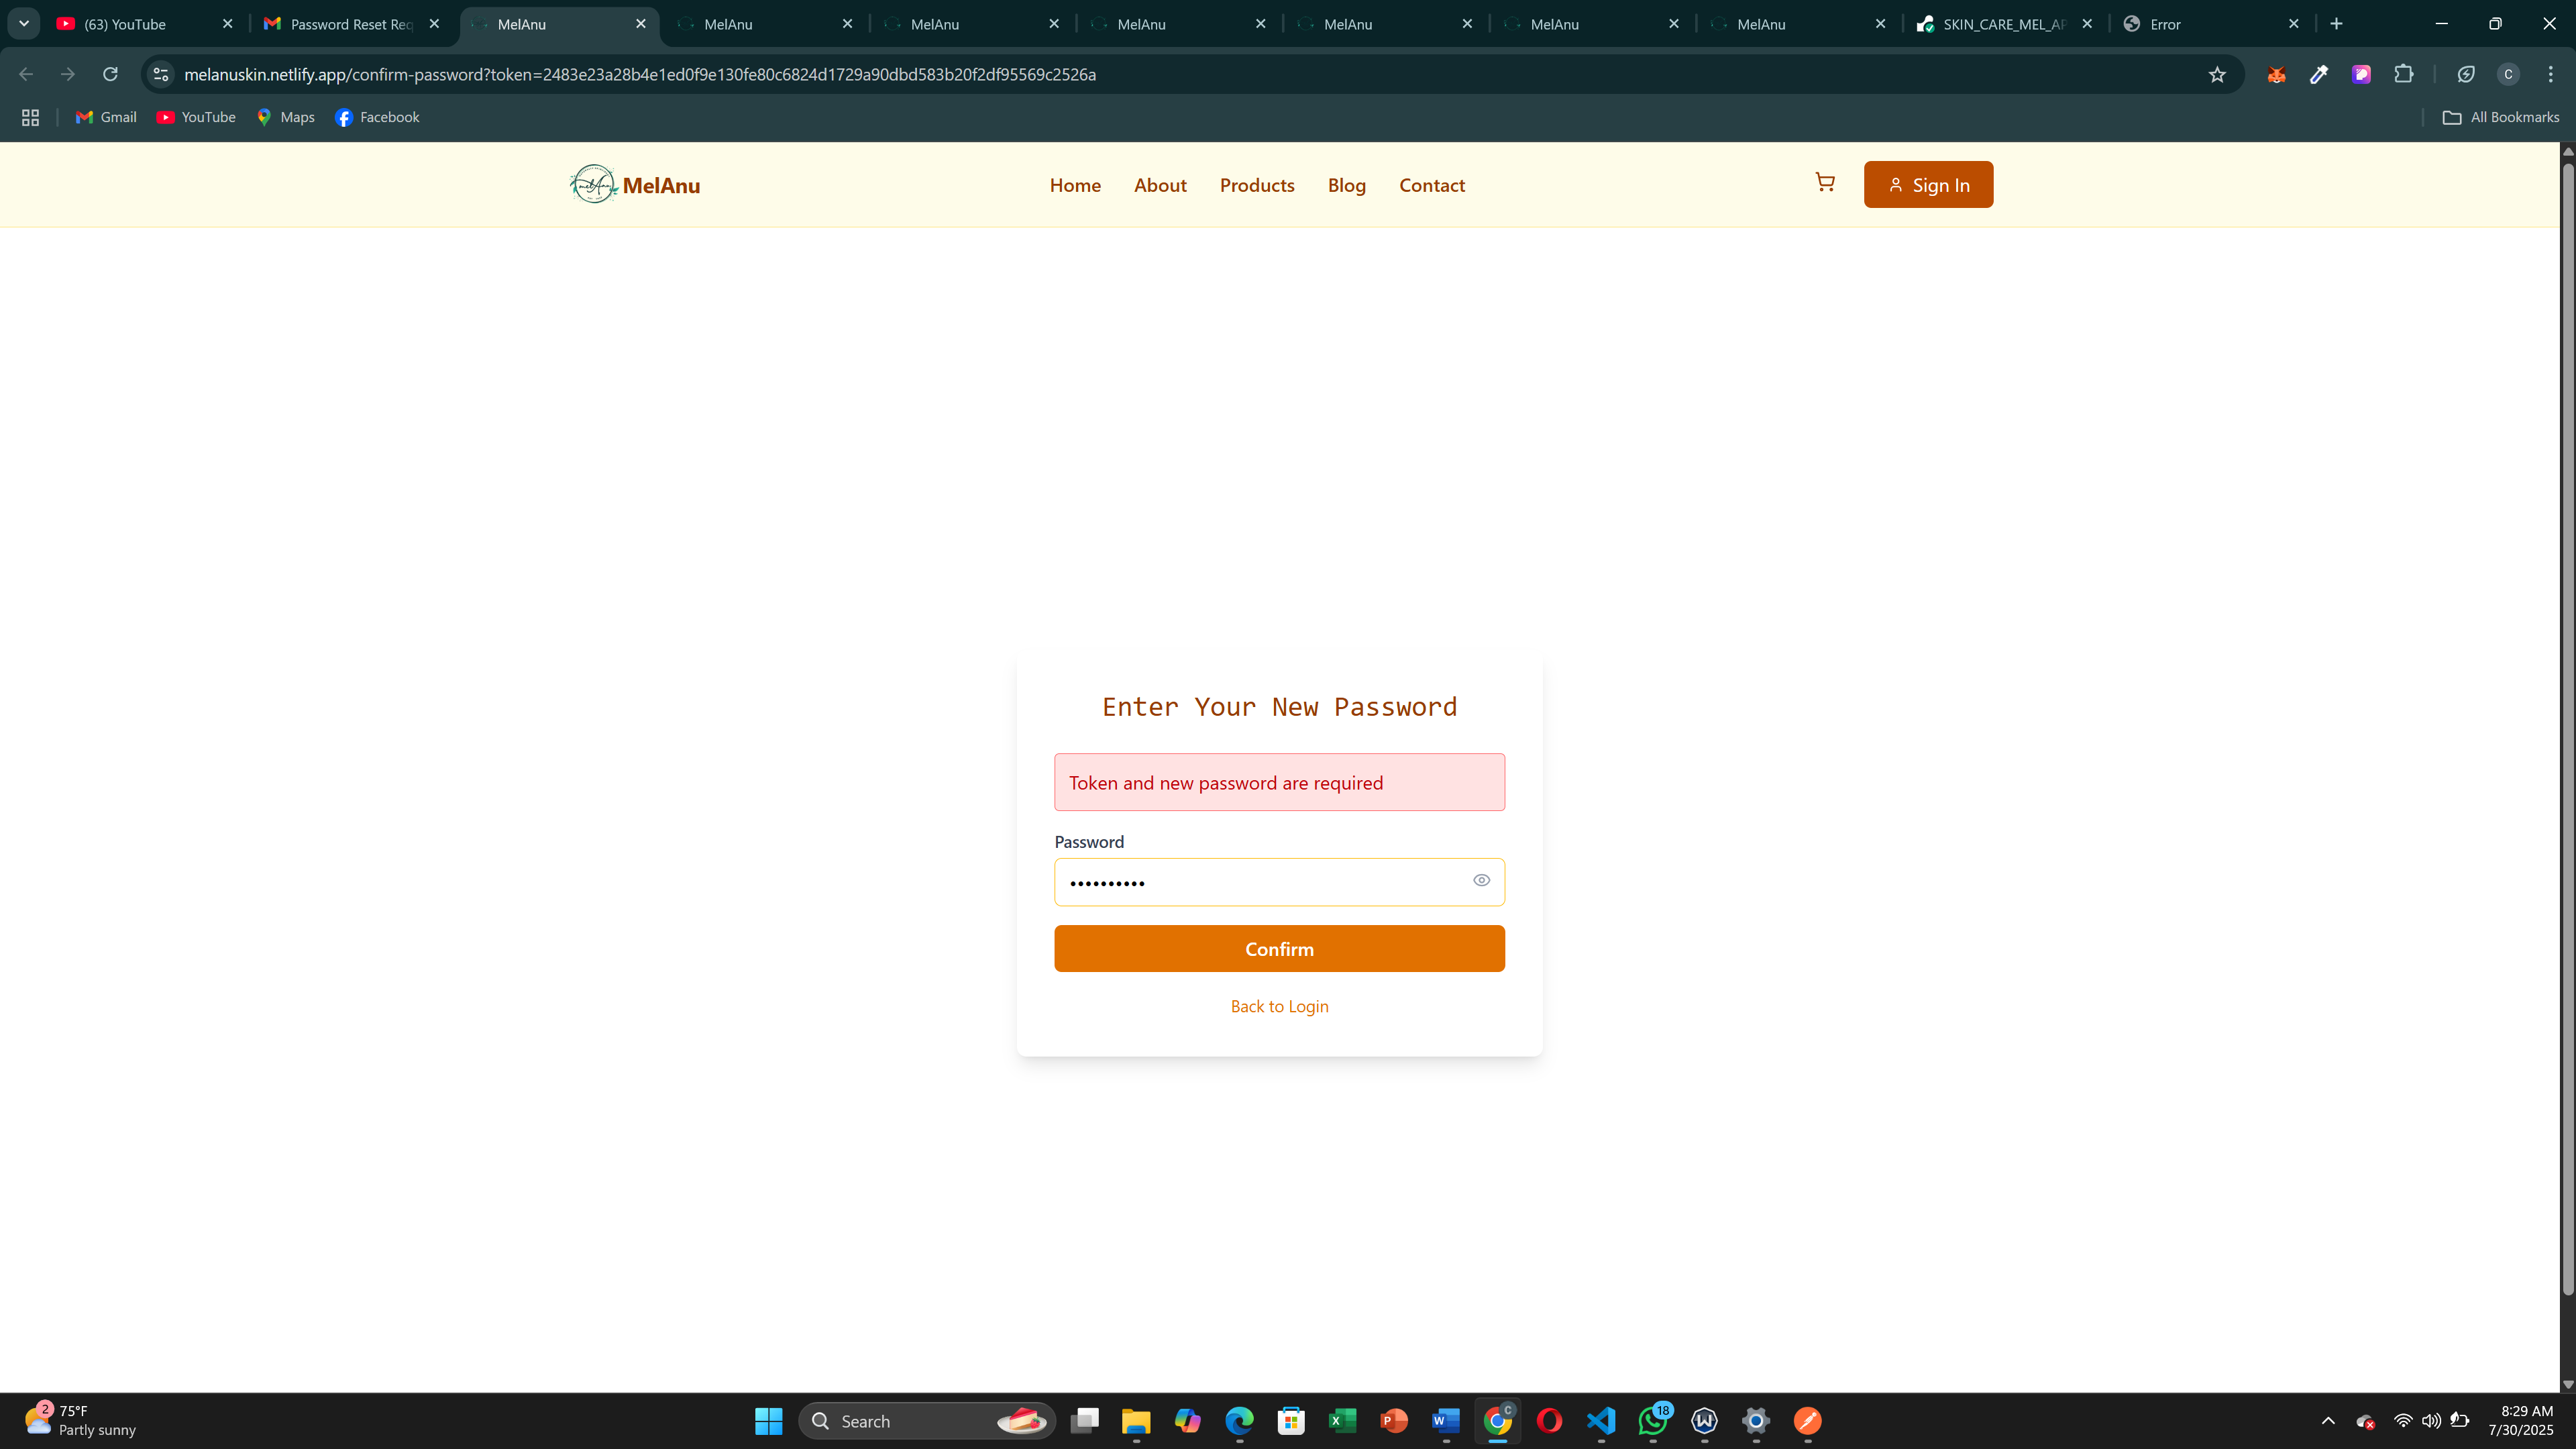 (63) YouTube
Password Reset Req
MelAnu
MelAnu
MelAnu
MelAnu
MelAnu
MelAnu
MelAnu
SKIN_CARE_MEL_AP
Error
melanuskin.netlify.app/confirm-password?token=2483e23a28b4e1ed0f9e130fe80c6824d1729a90dbd583b20f2df95569c2526a
C
Gmail
YouTube
Maps
Facebook
All Bookmarks
MelAnu
Home
About
Products
Blog
Contact
Sign In
Enter Your New Password
Token and new password are required
Password
Confirm
Back to Login
2
75°F
Partly sunny
Search
C
18
8:29 AM
7/30/2025